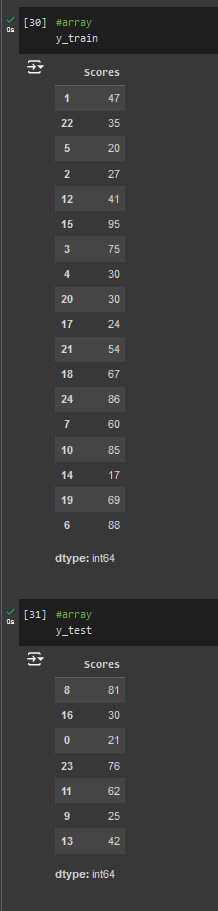 [30] #array
y_train
Scores
1 47
22 35
5 20
2 27
12 41
15 95
3 75
4 30
20 30
17 24
21 54
18 67
24 86
7 60
10 85
14 17
19 69
6 88
dtype: int64
0s
[31] #array
y_test
Scores
8 81
16 30
0 21
23 76
11 62
9 25
13 42
dtype: int64
0s